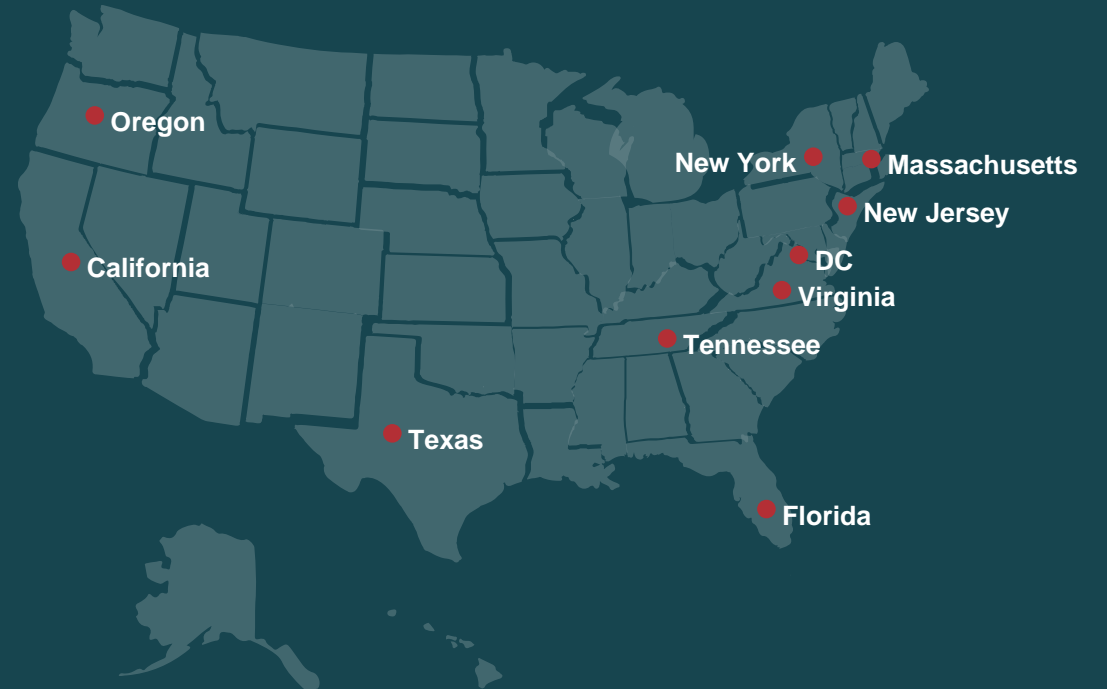 Oregon
New York
Massachusetts
New Jersey
DC
California
Virginia
Tennessee
Texas
Florida